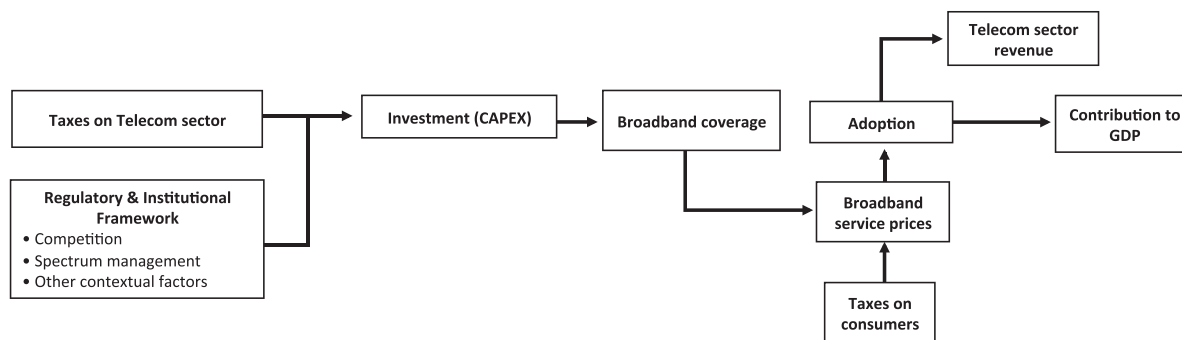 Taxes on Telecom sector
Regulatory & Institutional
Framework
• Competition
• Spectrum management
• Other contextual factors
Investment (CAPEX)
Broadband coverage
Telecom sector
revenue
Adoption
Contribution to
GDP
Broadband
service prices
Taxes on
consumers